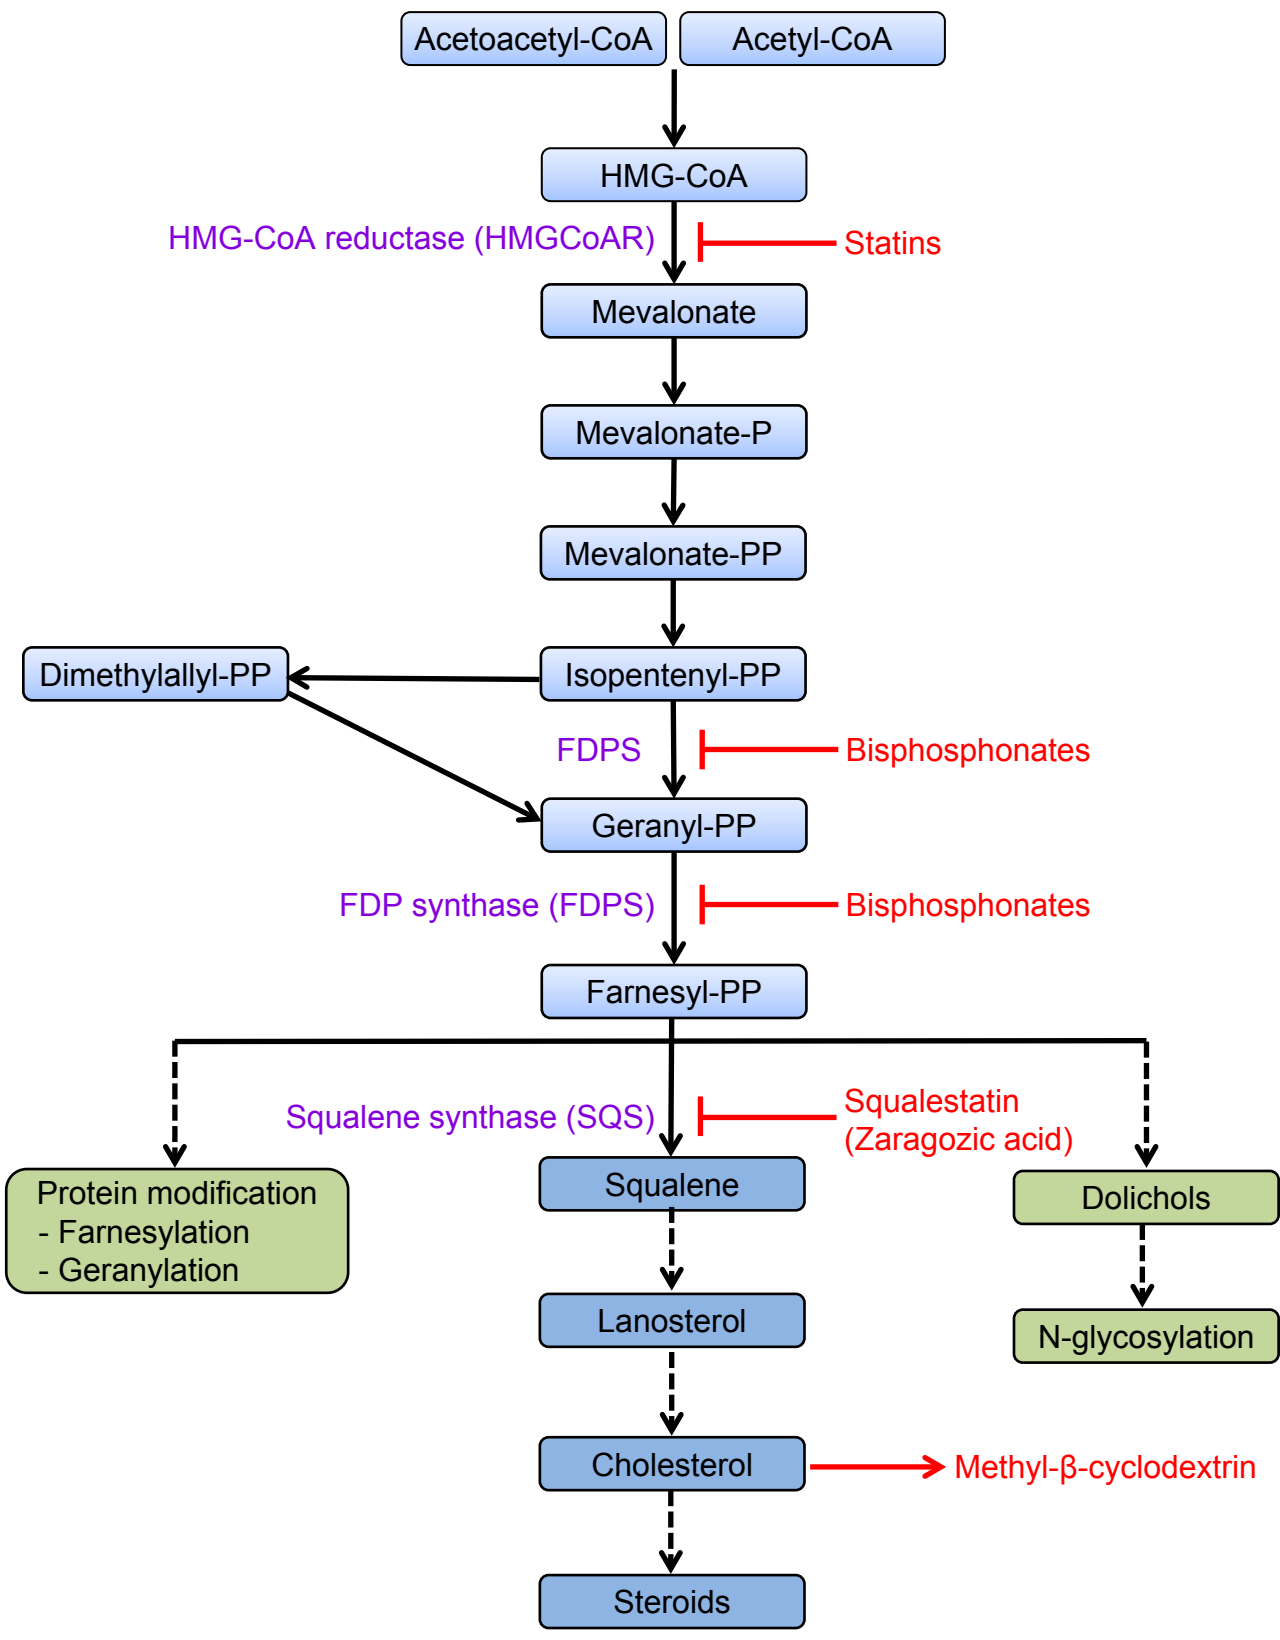 Acetoacetyl-CoA
Acetyl-CoA
HMG-CoA
HMG-CoA reductase (HMGCoAR)
Statins
Mevalonate
Mevalonate-P
Mevalonate-PP
Dimethylallyl-PP
Isopentenyl-PP
FDPS
Bisphosphonates
Geranyl-PP
FDP synthase (FDPS)
Bisphosphonates
Farnesyl-PP
Squalene synthase (SQS)
Squalestatin
(Zaragozic acid)
Protein modification
- Farnesylation
- Geranylation
Squalene
Dolichols
Lanosterol
N-glycosylation
Cholesterol
Methyl-β-cyclodextrin
Steroids